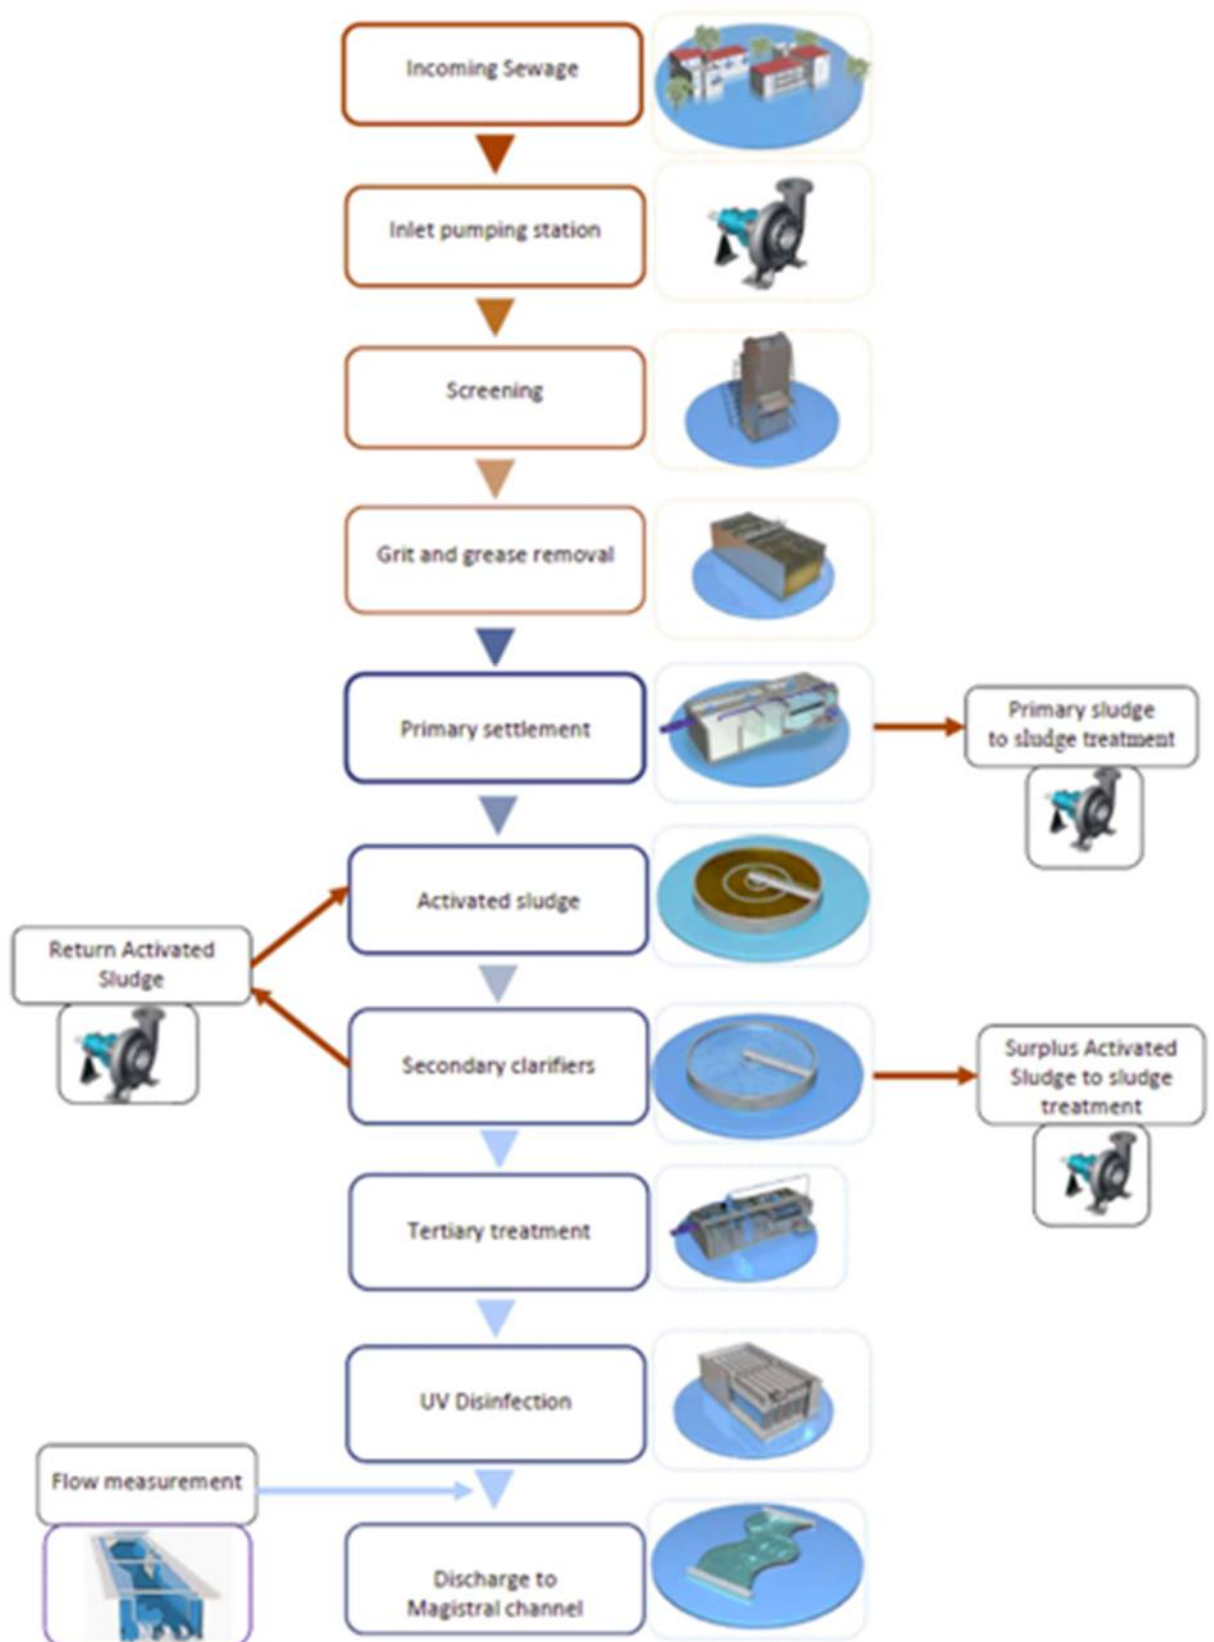 Incoming Sewage
Inlet pumping station
Screening
Grit and grease removal
Primary settlement
Primary sludge
to sludge treatment
Activated sludge
Return Activated
Sludge
Secondary clarifiers
Surplus Activated
Sludge to sludge
treatment
Tertiary treatment
UV Disinfection
Flow measurement
Discharge to
Magistral channel